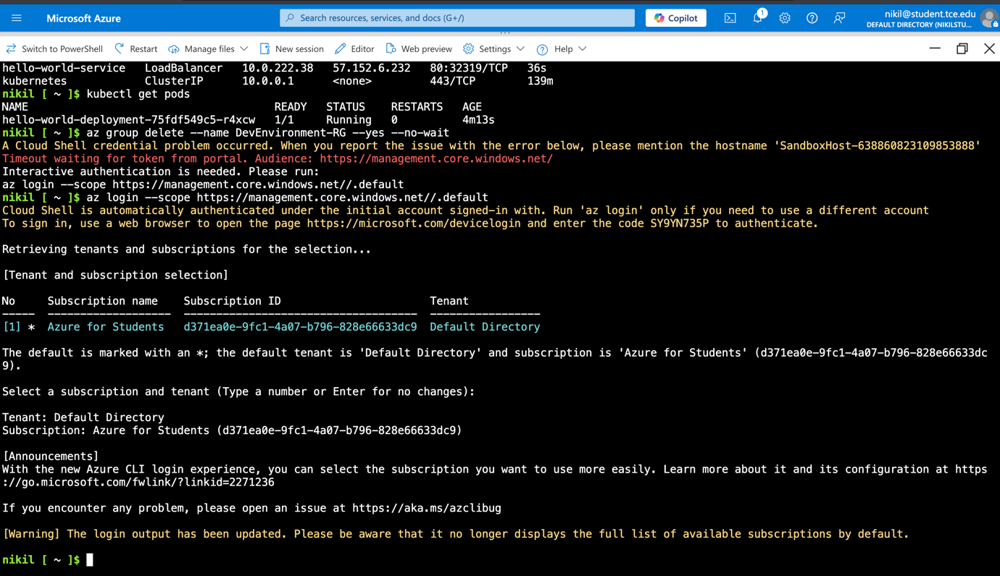 Microsoft Azure
Search resources, services, and docs (G+/)
Copilot
1
nikil@student.tce.edu
DEFAULT DIRECTORY (NIKILSTU...
Switch to PowerShell Restart Manage files New session Editor Web preview Settings Help
hello-world-service LoadBalancer 10.0.222.38 57.152.6.232 80:32319/TCP 36s
kubernetes ClusterIP 10.0.0.1 <none> 443/TCP 139m
nikil [ ~ ]$ kubectl get pods
NAME READY STATUS RESTARTS AGE
hello-world-deployment-75fdf549c5-r4xcw 1/1 Running 0 4m13s
nikil [ ~ ]$ az group delete --name DevEnvironment-RG --yes --no-wait
A Cloud Shell credential problem occurred. When you report the issue with the error below, please mention the hostname 'SandboxHost-638860823109853888'
Timeout waiting for token from portal. Audience: https://management.core.windows.net/
Interactive authentication is needed. Please run:
az login --scope https://management.core.windows.net//.default
nikil [ ~ ]$ az login --scope https://management.core.windows.net//.default
Cloud Shell is automatically authenticated under the initial account signed-in with. Run 'az login' only if you need to use a different account
To sign in, use a web browser to open the page https://microsoft.com/devicelogin and enter the code SY9YN735P to authenticate.
Retrieving tenants and subscriptions for the selection...
[Tenant and subscription selection]
No Subscription name Subscription ID Tenant
----- ------------------- ------------------------------------ -----------------
[1] * Azure for Students d371ea0e-9fc1-4a07-b796-828e66633dc9 Default Directory
The default is marked with an *; the default tenant is 'Default Directory' and subscription is 'Azure for Students' (d371ea0e-9fc1-4a07-b796-828e66633dc
9).
Select a subscription and tenant (Type a number or Enter for no changes):
Tenant: Default Directory
Subscription: Azure for Students (d371ea0e-9fc1-4a07-b796-828e66633dc9)
[Announcements]
With the new Azure CLI login experience, you can select the subscription you want to use more easily. Learn more about it and its configuration at https
://go.microsoft.com/fwlink/?linkid=2271236
If you encounter any problem, please open an issue at https://aka.ms/azclibug
[Warning] The login output has been updated. Please be aware that it no longer displays the full list of available subscriptions by default.
nikil [ ~ ]$